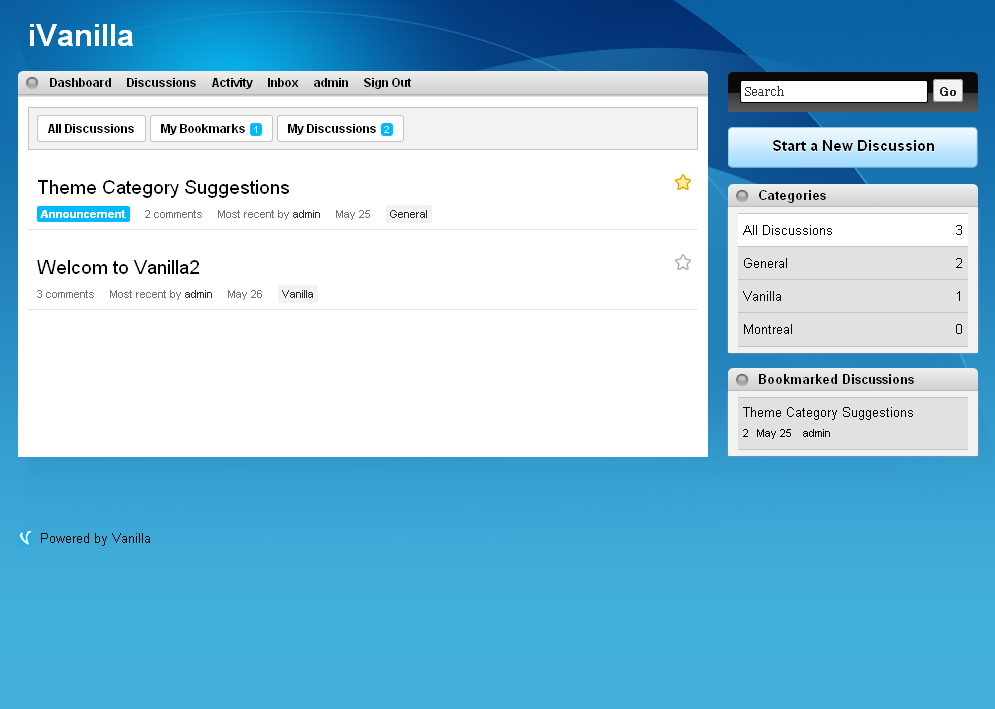 iVanilla
Dashboard Discussions Activity Inbox admin Sign Out
All Discussions My Bookmarks 1 My Discussions 2
Theme Category Suggestions
Announcement 2 comments Most recent by admin May 25 General
Welcom to Vanilla2
3 comments Most recent by admin May 26 Vanilla
Search Go
Start a New Discussion
Categories
All Discussions 3
General 2
Vanilla 1
Montreal 0
Bookmarked Discussions
Theme Category Suggestions
2 May 25 admin
Powered by Vanilla